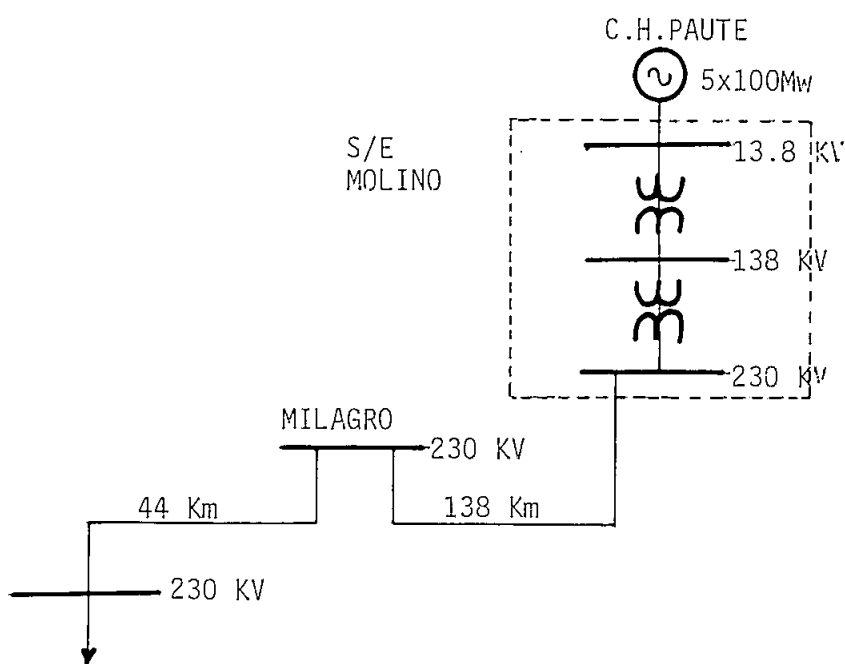 C.H.PAUTE
5x100Mw
S/E
MOLINO
13.8 KV
138 KV
230 KV
MILAGRO
230 KV
44 Km
138 Km
230 KV